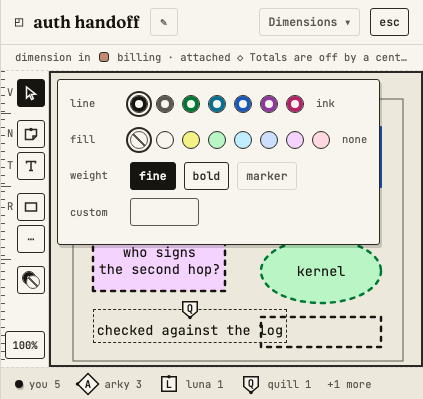 auth handoff
Dimensions ▾
esc
dimension in billing · attached ◇ Totals are off by a cent…
V
N
T
R
line
ink
fill
none
weight
fine
bold
marker
custom
who signs
the second hop?
kernel
Q
checked against the log
…
100%
you 5
A arky 3
L luna 1
Q quill 1
+1 more